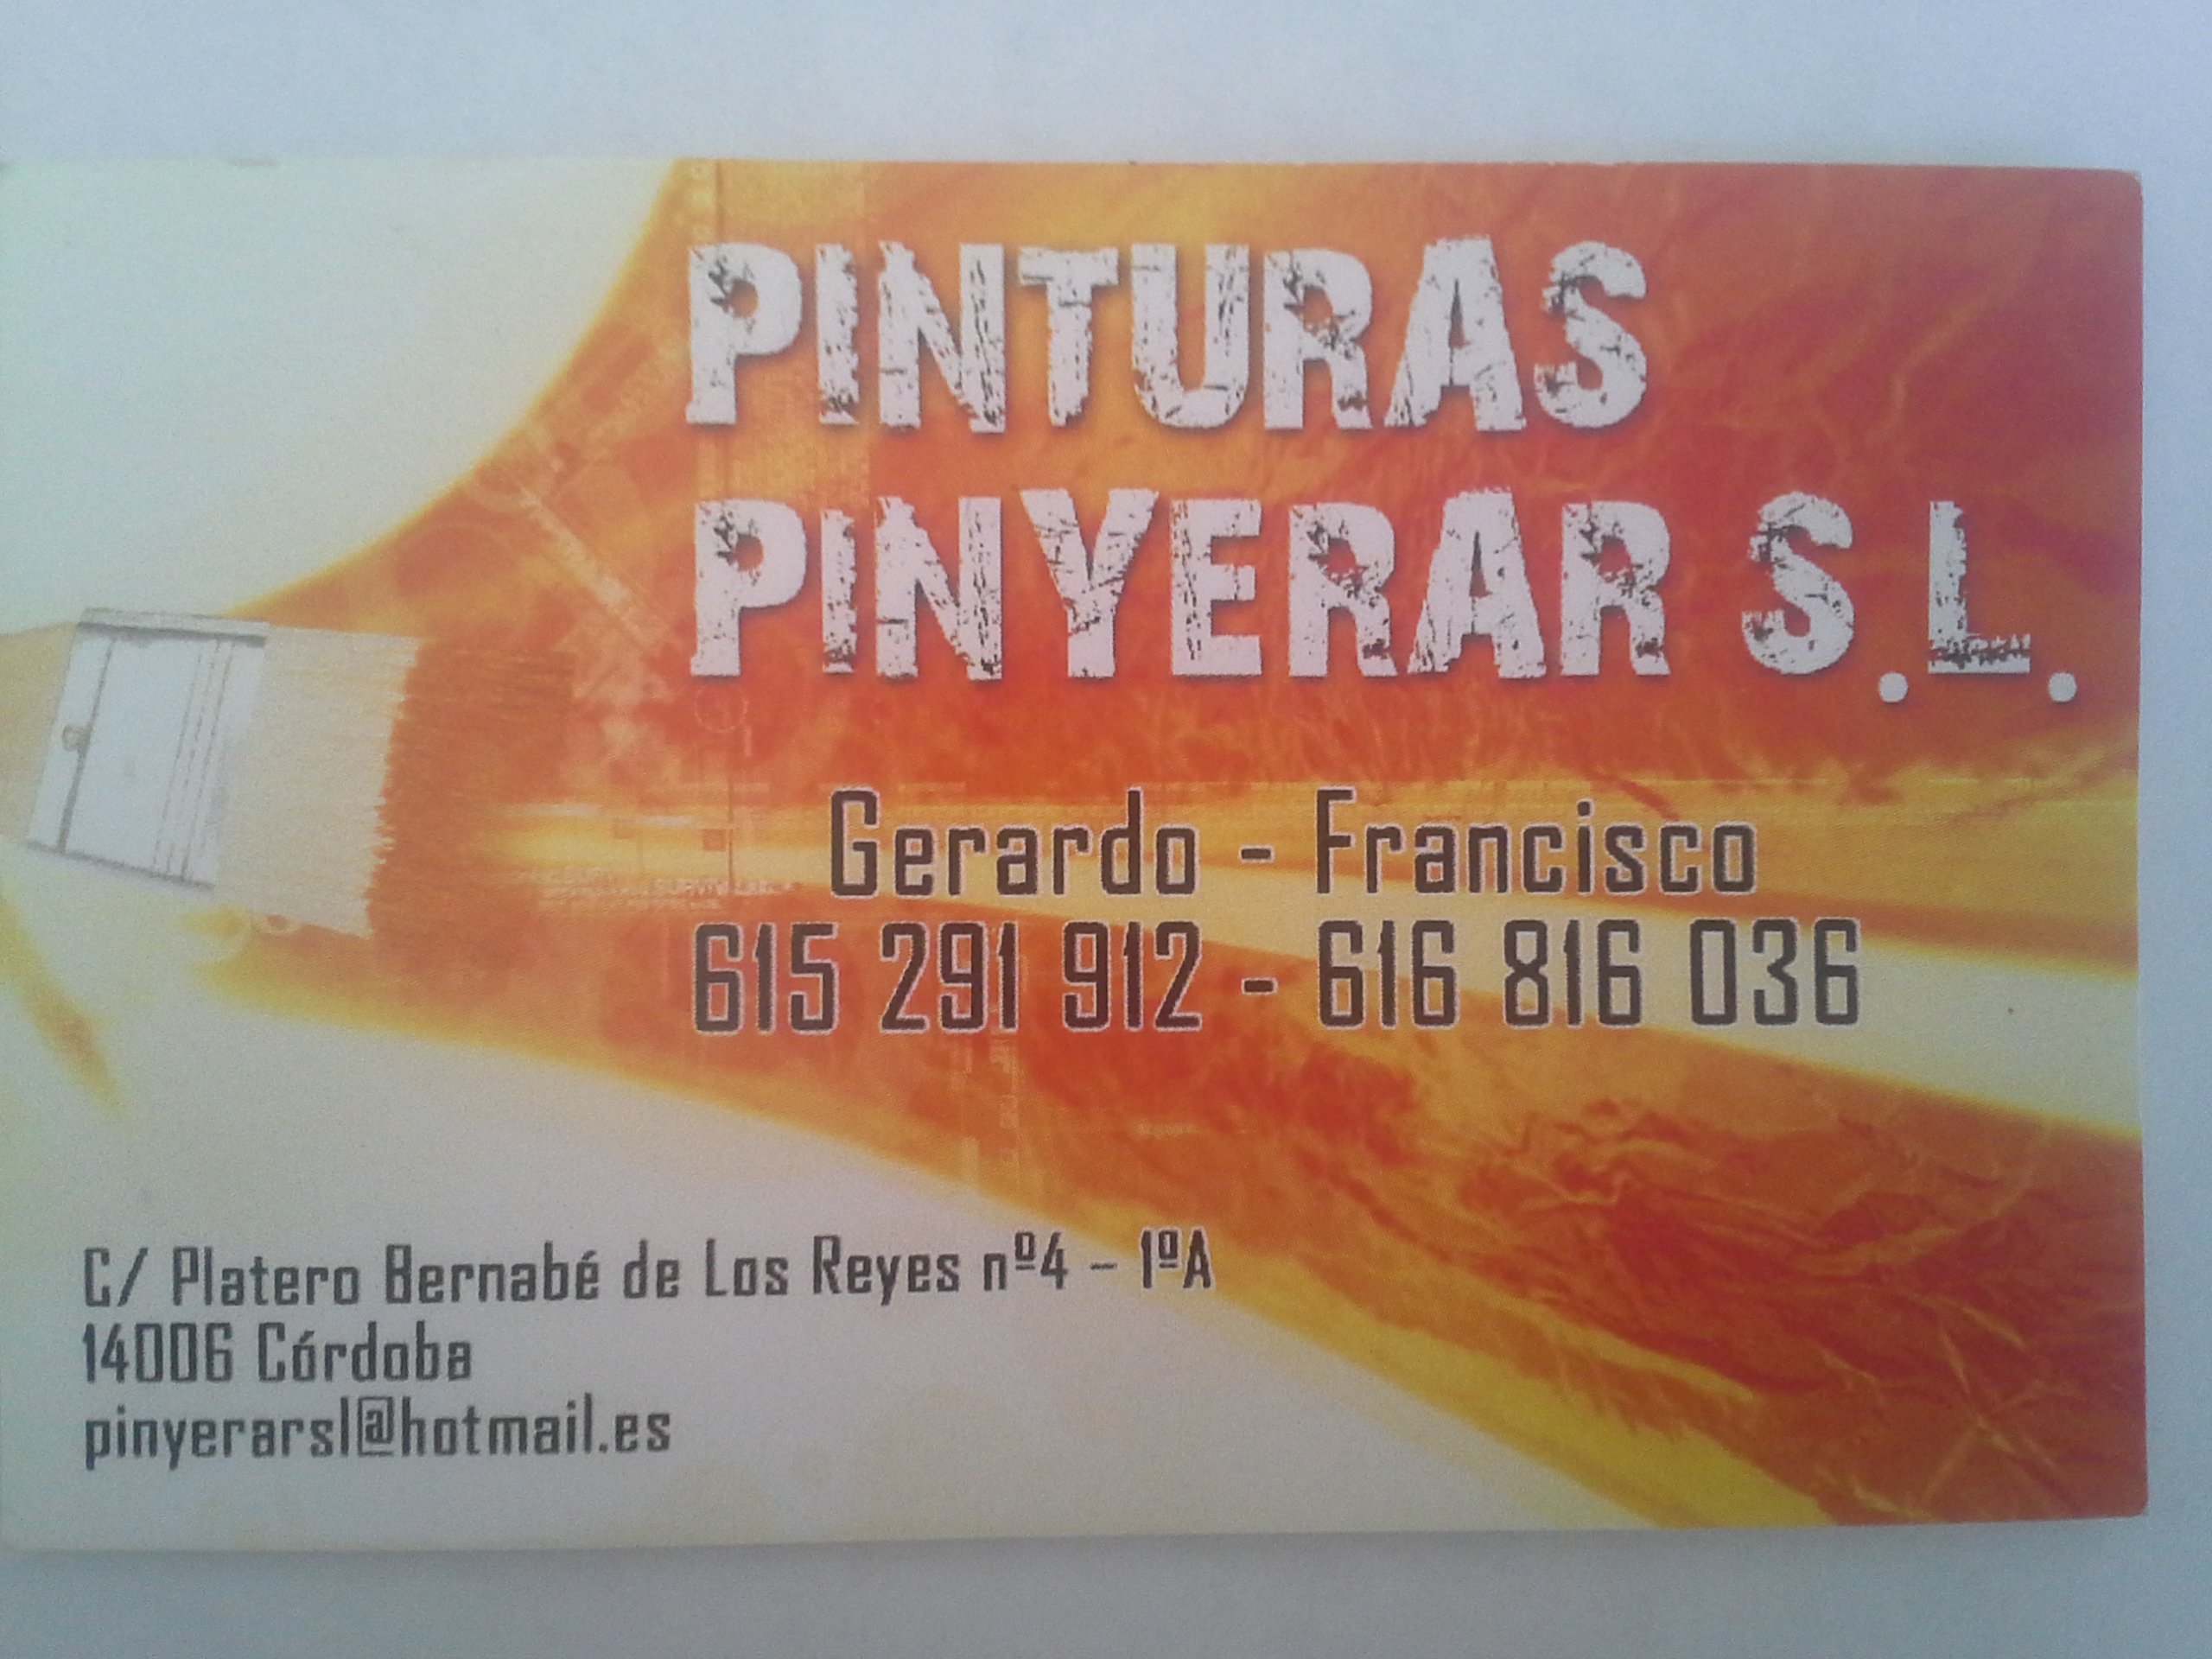 PINTURAS
PINYERAR S.L.
Gerardo - Francisco
615 291 912 - 616 816 036
C/ Platero Bernabé de Los Reyes nº4 - 1ºA
14006 Córdoba
pinyerarsl@hotmail.es